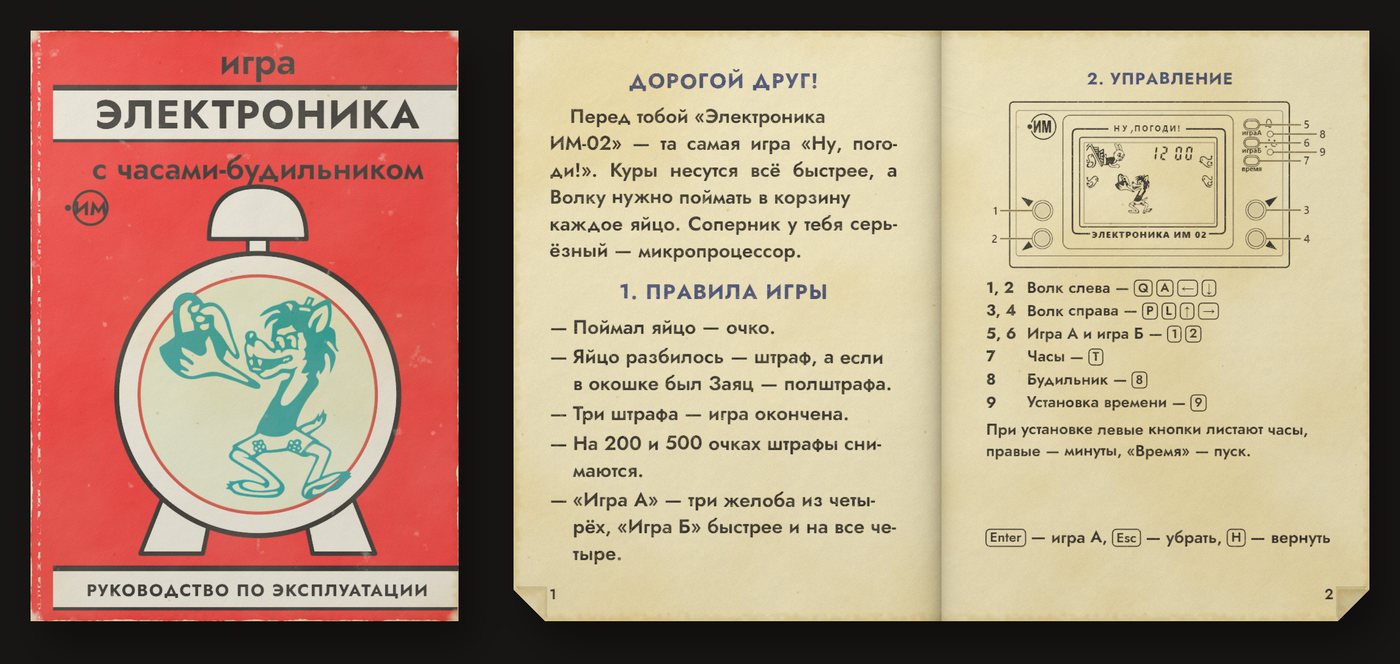 игра
ЭЛЕКТРОНИКА
с часами-будильником
ИМ
РУКОВОДСТВО ПО ЭКСПЛУАТАЦИИ
ДОРОГОЙ ДРУГ!
Перед тобой «Электроника
ИМ-02» — та самая игра «Ну, пого-
ди!». Куры несутся всё быстрее, а
Волку нужно поймать в корзину
каждое яйцо. Соперник у тебя серь-
ёзный — микропроцессор.
1. ПРАВИЛА ИГРЫ
— Поймал яйцо — очко.
— Яйцо разбилось — штраф, а если
в окошке был Заяц — полштрафа.
— Три штрафа — игра окончена.
— На 200 и 500 очках штрафы сни-
маются.
— «Игра А» — три желоба из четы-
рёх, «Игра Б» быстрее и на все че-
тыре.
1
2. УПРАВЛЕНИЕ
ИМ
НУ,ПОГОДИ!
12 00
играА
играБ
время
5
8
6
9
7
1
2
3
4
ЭЛЕКТРОНИКА ИМ 02
1, 2 Волк слева — Q A ← ↓
3, 4 Волк справа — P L ↑ →
5, 6 Игра А и игра Б — 1 2
7 Часы — T
8 Будильник — 8
9 Установка времени — 9
При установке левые кнопки листают часы,
правые — минуты, «Время» — пуск.
Enter — игра А, Esc — убрать, H — вернуть
2